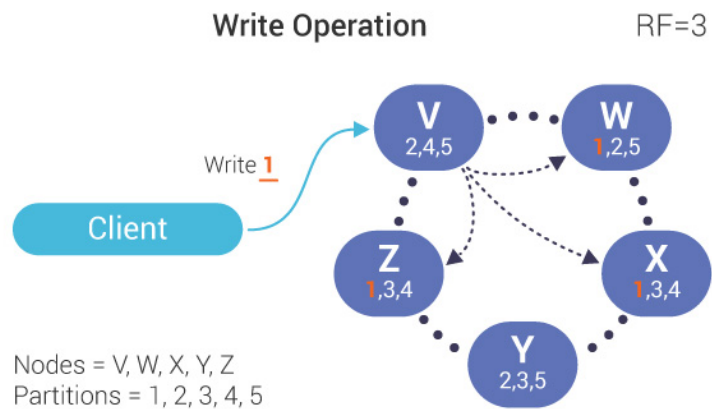 Write Operation
RF=3
V
2,4,5
W
1,2,5
Write 1
Client
Z
1,3,4
X
1,3,4
Y
2,3,5
Nodes = V, W, X, Y, Z
Partitions = 1, 2, 3, 4, 5